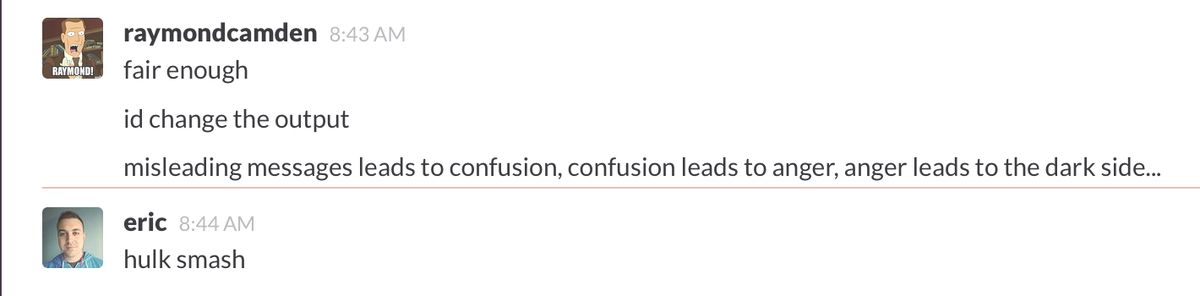 raymondcamden 8:43 AM
RAYMOND!
fair enough
id change the output
misleading messages leads to confusion, confusion leads to anger, anger leads to the dark side...
eric 8:44 AM
hulk smash